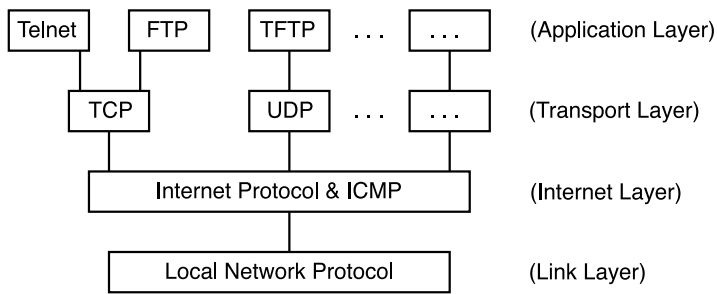 Telnet FTP TFTP . . . . . . (Application Layer)
TCP UDP . . . . . . (Transport Layer)
Internet Protocol & ICMP (Internet Layer)
Local Network Protocol (Link Layer)